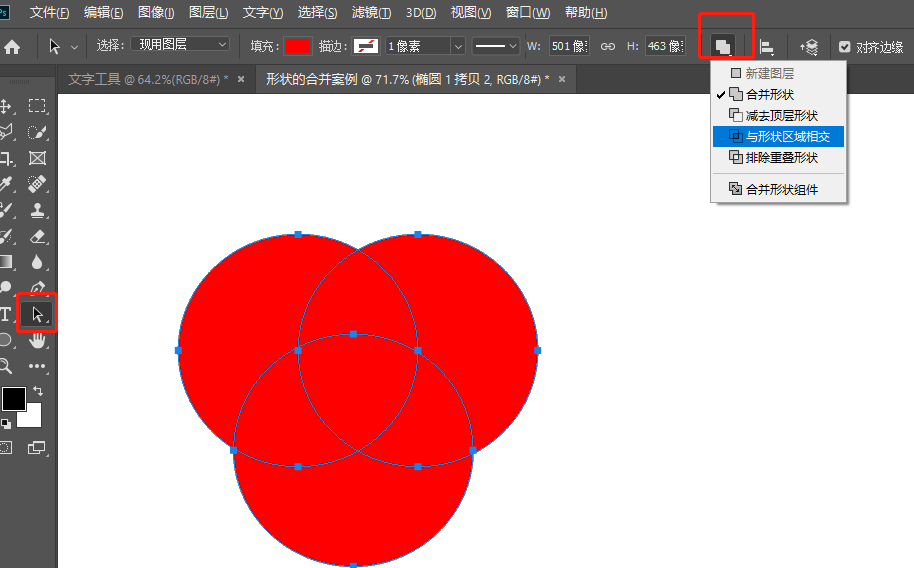 Ps 文件(F) 编辑(E) 图像(I) 图层(L) 文字(Y) 选择(S) 滤镜(T) 3D(D) 视图(V) 窗口(W) 帮助(H)
选择: 现用图层 填充: 描边: 1 像素 W: 501 像 H: 463 像 对齐边缘
文字工具 @ 64.2%(RGB/8#) * × 形状的合并案例 @ 71.7% (椭圆 1 拷贝 2, RGB/8#) * ×
新建图层
合并形状
减去顶层形状
与形状区域相交
排除重叠形状
合并形状组件
T